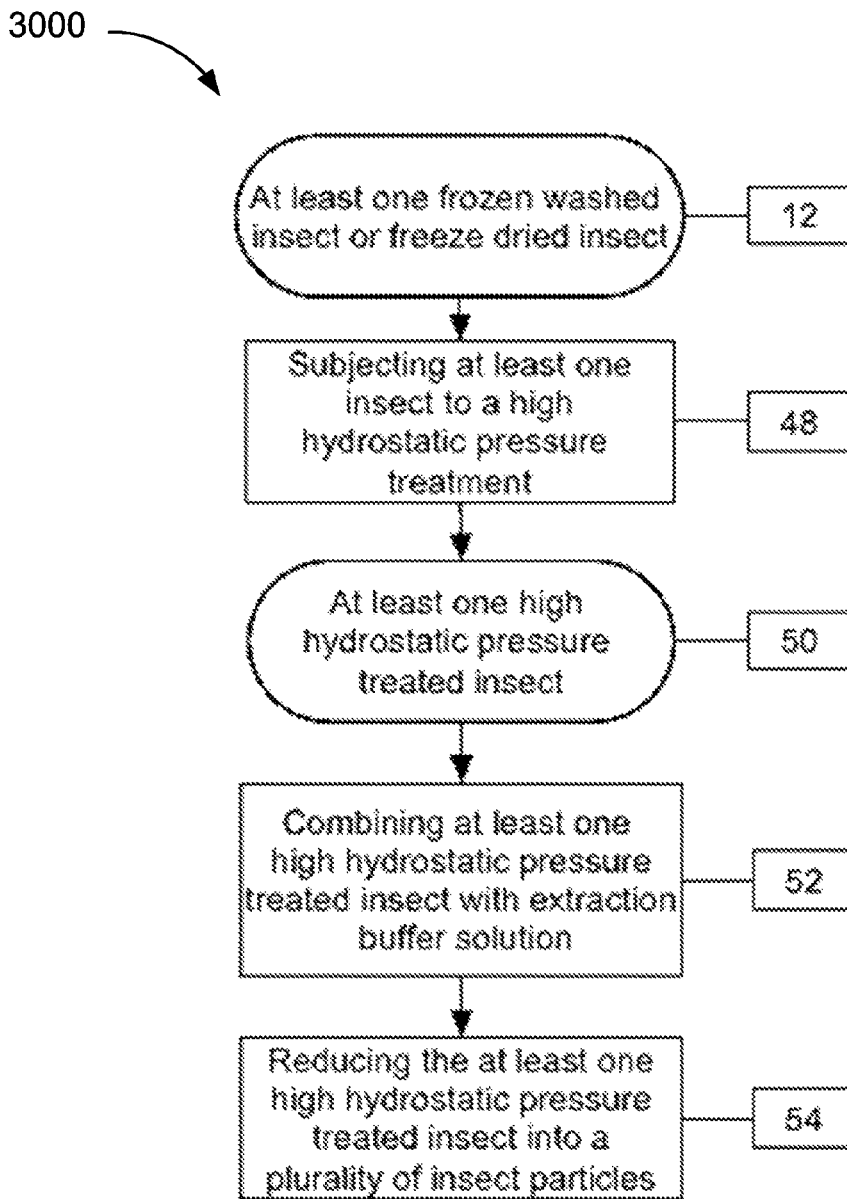 3000
At least one frozen washed
insect or freeze dried insect
12
Subjecting at least one
insect to a high
hydrostatic pressure
treatment
48
At least one high
hydrostatic pressure
treated insect
50
Combining at least one
high hydrostatic pressure
treated insect with extraction
buffer solution
52
Reducing the at least one
high hydrostatic pressure
treated insect into a
plurality of insect particles
54